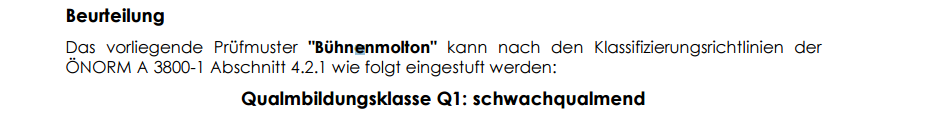 Beurteilung
Das vorliegende Prüfmuster "Bühnenmolton" kann nach den Klassifizierungsrichtlinien der
ÖNORM A 3800-1 Abschnitt 4.2.1 wie folgt eingestuft werden:
Qualmbildungsklasse Q1: schwachqualmend